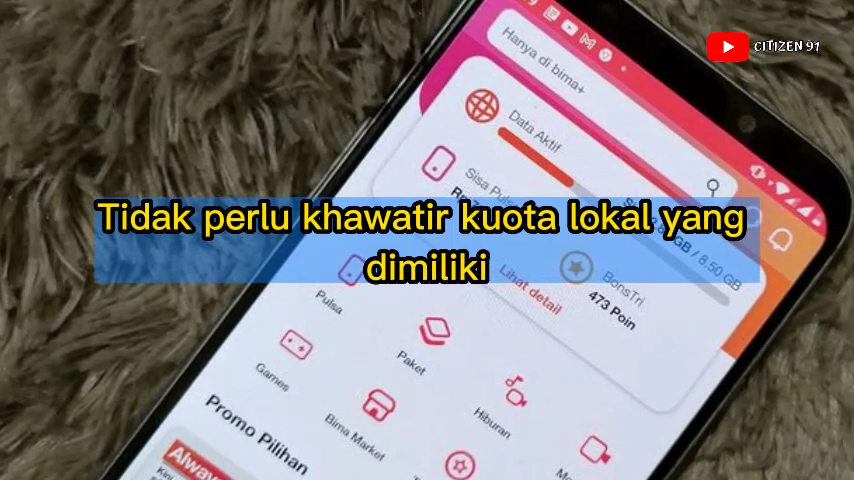 CITIZEN 91
Hanya di bima+
Data Aktif
Sisa Pulsa
/ 8.50 GB
Tidak perlu khawatir kuota lokal yang
dimiliki
BonsTri
473 Poin
Lihat detail
Pulsa
Paket
Hiburan
Games
Bima Market
Promo Pilihan